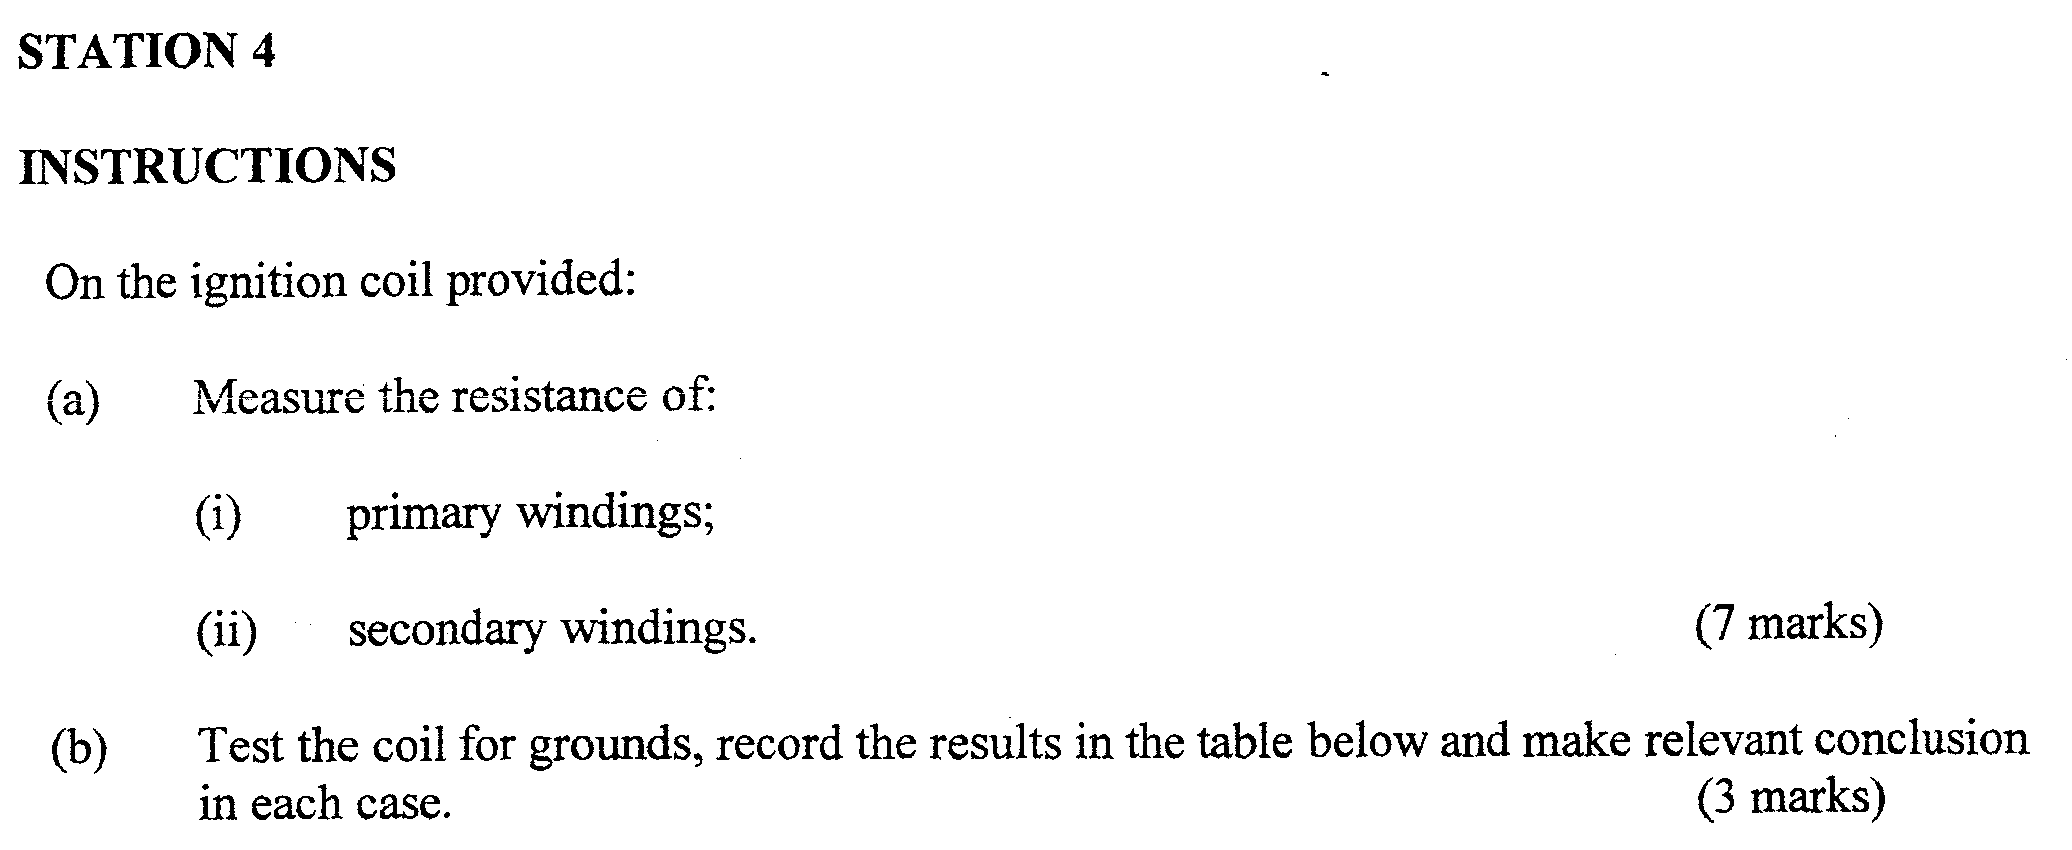 STATION 4
INSTRUCTIONS
On the ignition coil provided:
(a) Measure the resistance of:
(i) primary windings;
(ii) secondary windings. (7 marks)
(b) Test the coil for grounds, record the results in the table below and make relevant conclusion
in each case. (3 marks)